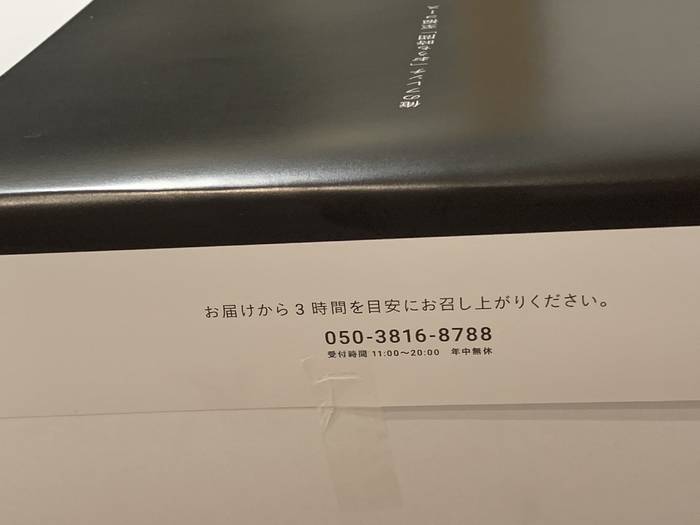 お届けから3時間を目安にお召し上がりください。
050-3816-8788
受付時間 11:00〜20:00 年中無休